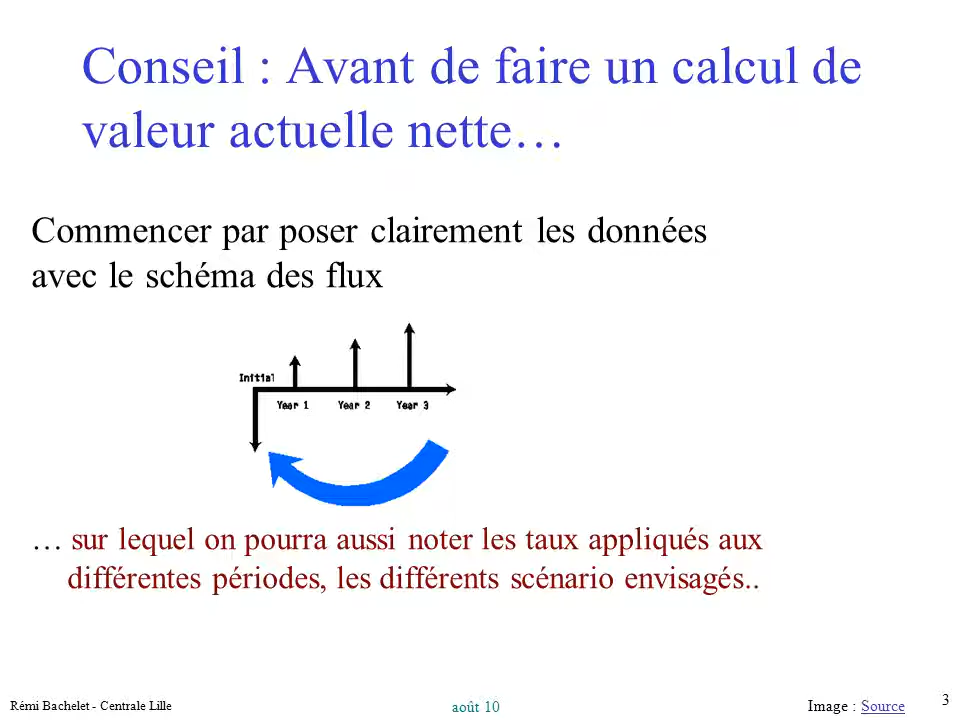 Conseil : Avant de faire un calcul de
valeur actuelle nette…
Commencer par poser clairement les données
avec le schéma des flux
Initial
Year 1 Year 2 Year 3
… sur lequel on pourra aussi noter les taux appliqués aux
différentes périodes, les différents scénario envisagés..
Rémi Bachelet - Centrale Lille
août 10
Image : Source
3